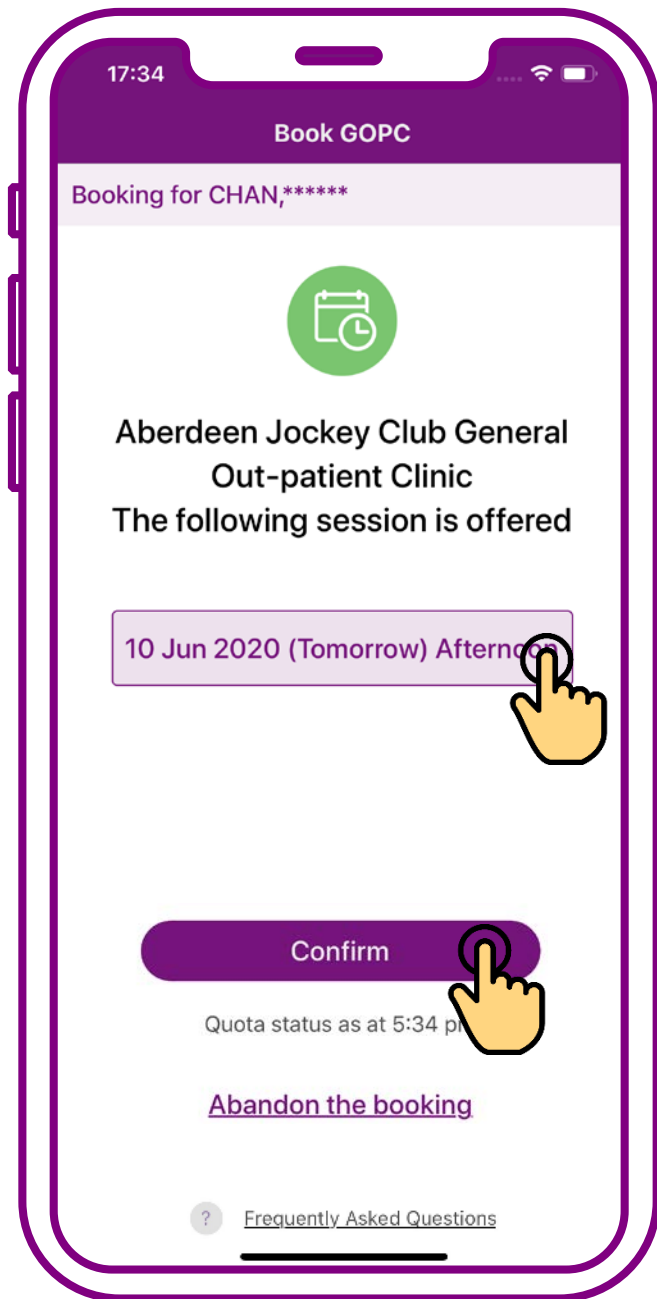 17:34
Book GOPC
Booking for CHAN,******
Aberdeen Jockey Club General
Out-patient Clinic
The following session is offered
10 Jun 2020 (Tomorrow) Afternoon
Confirm
Quota status as at 5:34 p
Abandon the booking
? Frequently Asked Questions